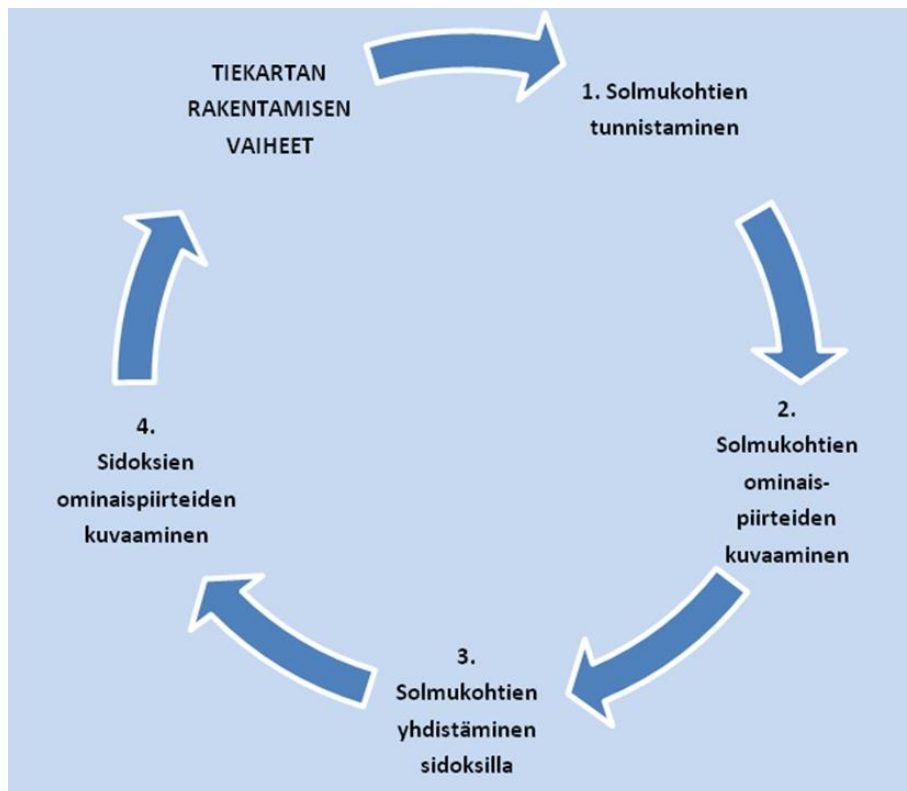 TIEKARTAN
RAKENTAMISEN
VAIHEET
1. Solmukohtien
tunnistaminen
2.
Solmukohtien
ominais-
piirteiden
kuvaaminen
3.
Solmukohtien
yhdistäminen
sidoksilla
4.
Sidoksien
ominaispiirteiden
kuvaaminen